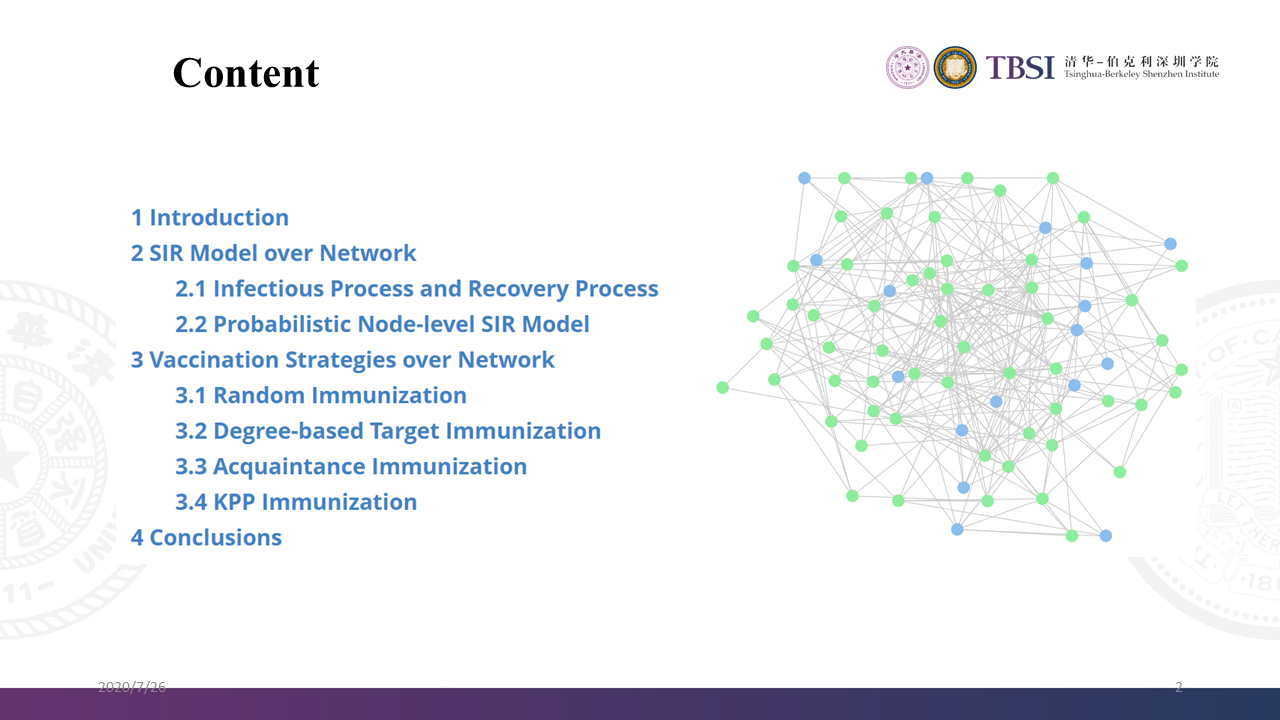 Content
TBSI 清华-伯克利深圳学院
Tsinghua-Berkeley Shenzhen Institute
1 Introduction
2 SIR Model over Network
2.1 Infectious Process and Recovery Process
2.2 Probabilistic Node-level SIR Model
3 Vaccination Strategies over Network
3.1 Random Immunization
3.2 Degree-based Target Immunization
3.3 Acquaintance Immunization
3.4 KPP Immunization
4 Conclusions
2020/7/26
2